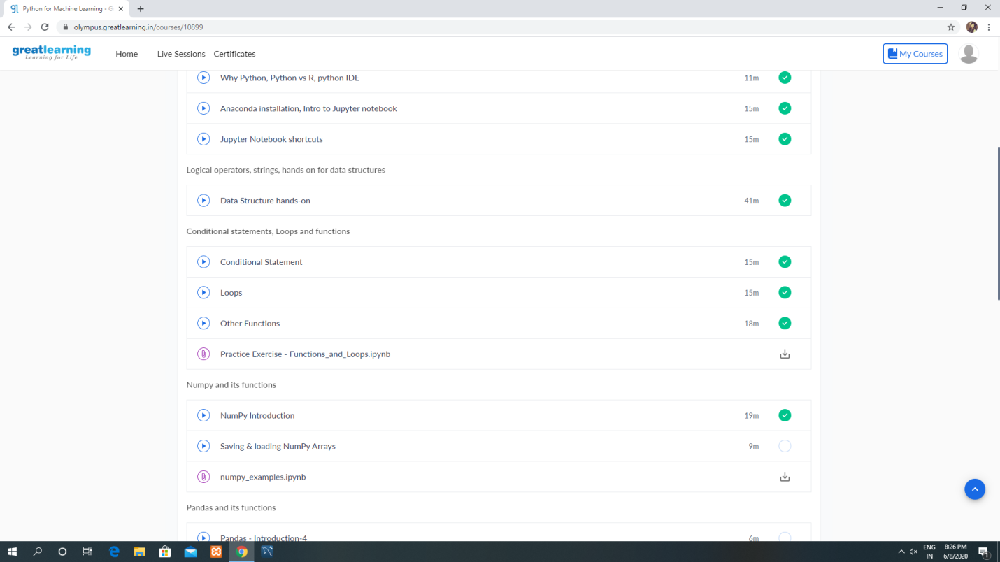 Python for Machine Learning - G
olympus.greatlearning.in/courses/10899
greatlearning
Learning for Life
Home
Live Sessions
Certificates
My Courses
Why Python, Python vs R, python IDE 11m
Anaconda installation, Intro to Jupyter notebook 15m
Jupyter Notebook shortcuts 15m
Logical operators, strings, hands on for data structures
Data Structure hands-on 41m
Conditional statements, Loops and functions
Conditional Statement 15m
Loops 15m
Other Functions 18m
Practice Exercise - Functions_and_Loops.ipynb
Numpy and its functions
NumPy Introduction 19m
Saving & loading NumPy Arrays 9m
numpy_examples.ipynb
Pandas and its functions
Pandas - Introduction-4 6m
ENG 8:26 PM
IN 6/8/2020 1